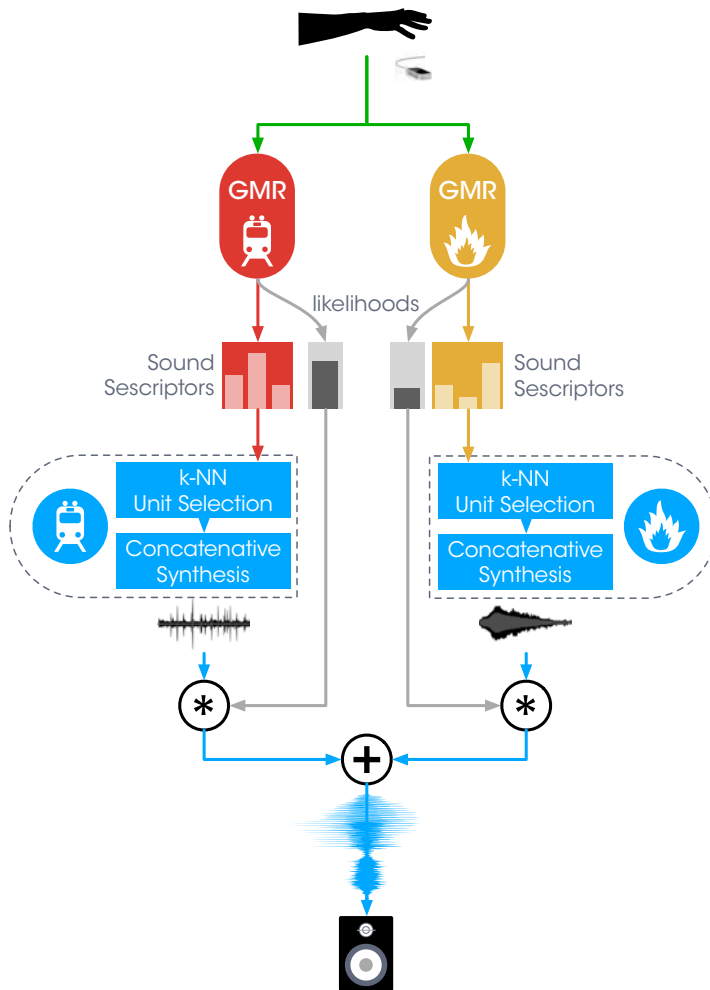 GMR
GMR
likelihoods
Sound
Sescriptors
Sound
Sescriptors
k-NN
Unit Selection
Concatenative
Synthesis
k-NN
Unit Selection
Concatenative
Synthesis
*
*
+